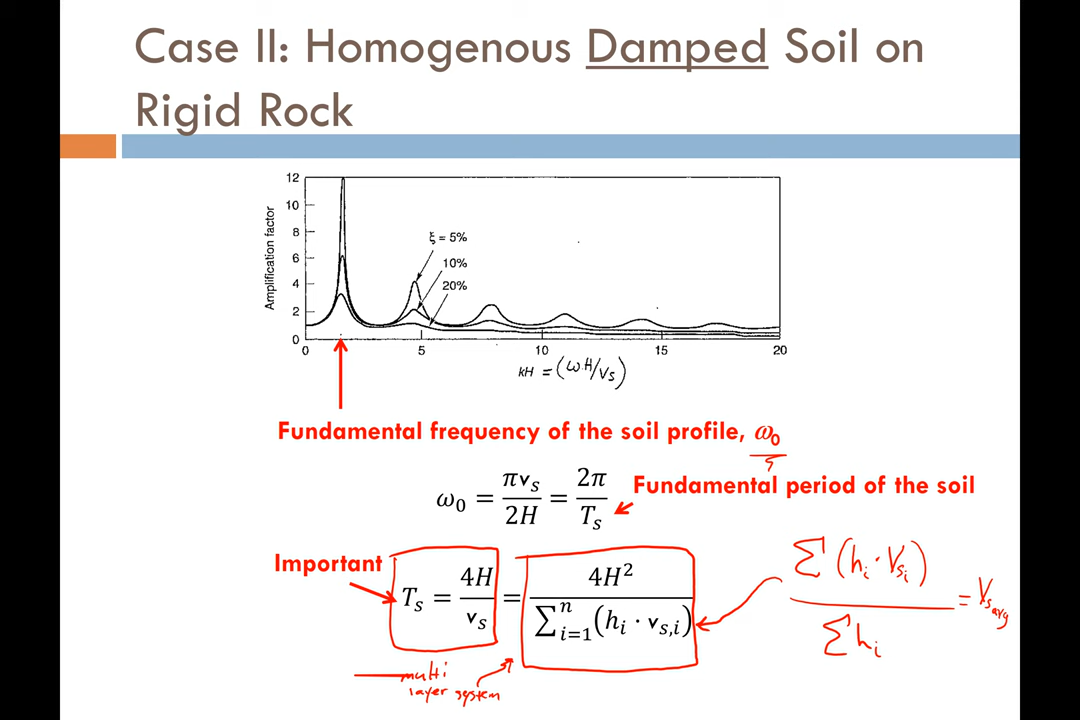 Case II: Homogenous Damped Soil on
Rigid Rock
Amplification factor
12
10
8
6
4
2
0
ξ = 5%
10%
20%
0 5 10 15 20
kH = (ωH/Vs)
Fundamental frequency of the soil profile, ω₀
ω₀ = πvₛ/2H = 2π/Tₛ
Fundamental period of the soil
Important
Tₛ = 4H/vₛ = 4H²/∑ᵢ₌₁ⁿ(hᵢ · vₛ,ᵢ)
∑(hᵢ · Vsᵢ)/∑hᵢ = Vs avg
multi
layer system